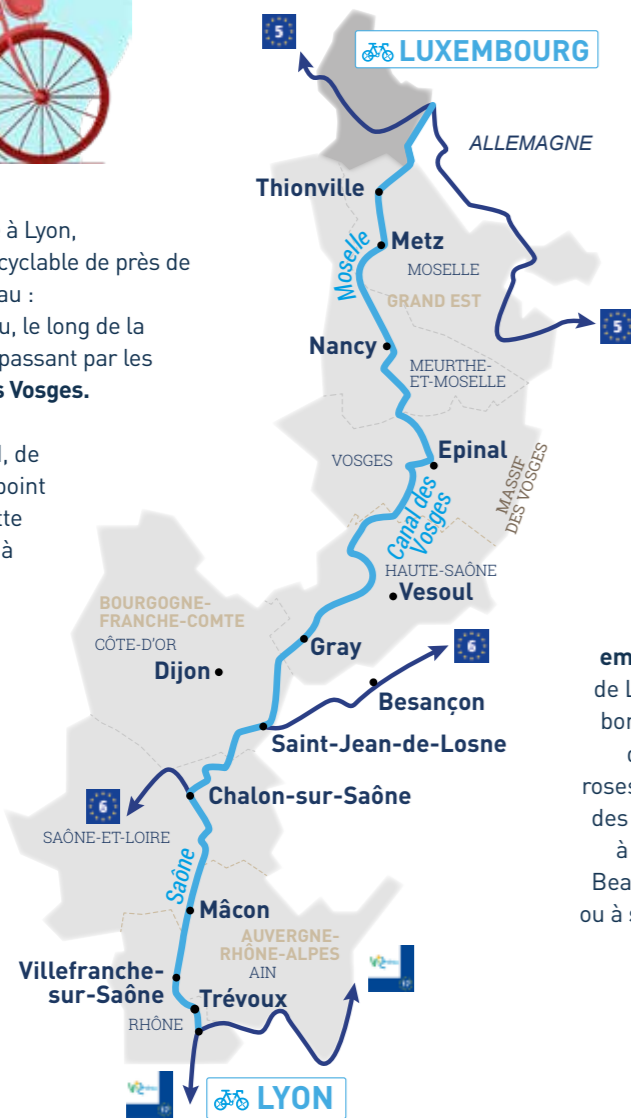 5
LUXEMBOURG
ALLEMAGNE
à Lyon,
cyclable de près de
au :
u, le long de la
passant par les
s Vosges.
l, de
point
tte
à
Thionville
Moselle
Metz
MOSELLE
GRAND EST
5
Nancy
MEURTHE-
ET-MOSELLE
VOSGES
Epinal
MASSIF
DES VOSGES
Canal des
Vosges
HAUTE-SAÔNE
Vesoul
BOURGOGNE-
FRANCHE-COMTE
CÔTE-D'OR
Gray
6
Dijon
Besançon
Saint-Jean-de-Losne
Chalon-sur-Saône
6
SAÔNE-ET-LOIRE
Saône
Mâcon
AUVERGNE-
RHÔNE-ALPES
AIN
Villefranche-
sur-Saône
Trévoux
RHÔNE
LYON
em
de L
bor
roses
des
à
Bea
ou à s